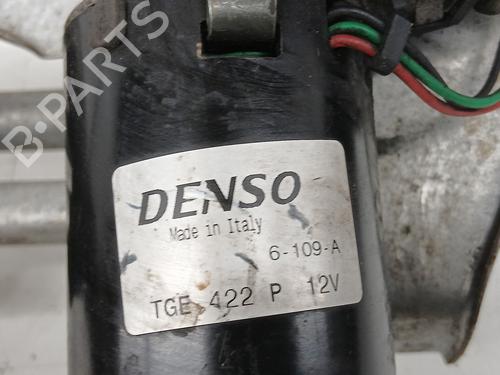 B-PARTS
DENSO
Made in Italy
6-109-A
TGE 422 P 12V